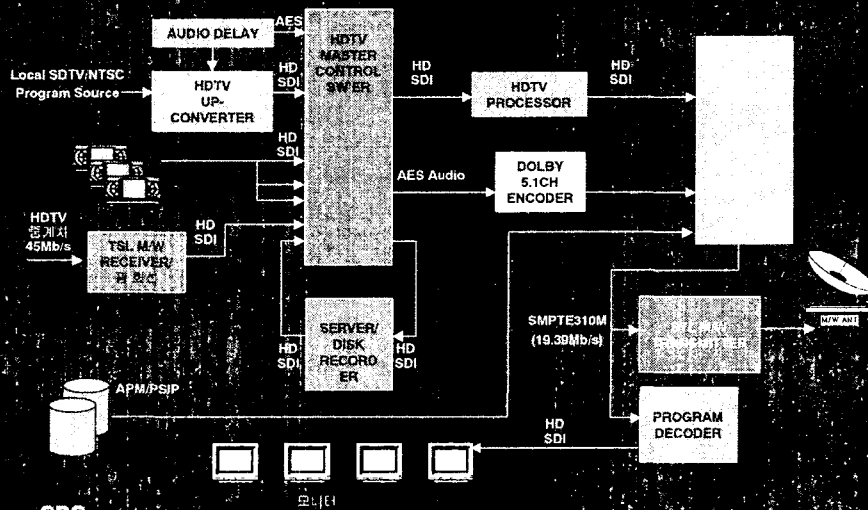 AUDIO DELAY
AES
HDTV
MASTER
CONTROL
SW'ER
Local SDTV/NTSC
Program Source
HDTV
UP-
CONVERTER
HD
SDI
HD
SDI
HDTV
PROCESSOR
HD
SDI
HD
SDI
AES Audio
DOLBY
5.1CH
ENCODER
HDTV
중계차
45Mb/s
TSL M/W
RECEIVER/
HD
SDI
SERVER/
DISK
RECORD
ER
HD
SDI
HD
SDI
SMPTE310M
(19.39Mb/s)
M/W ANT
APM/PSIP
PROGRAM
DECODER
HD
SDI
모니터